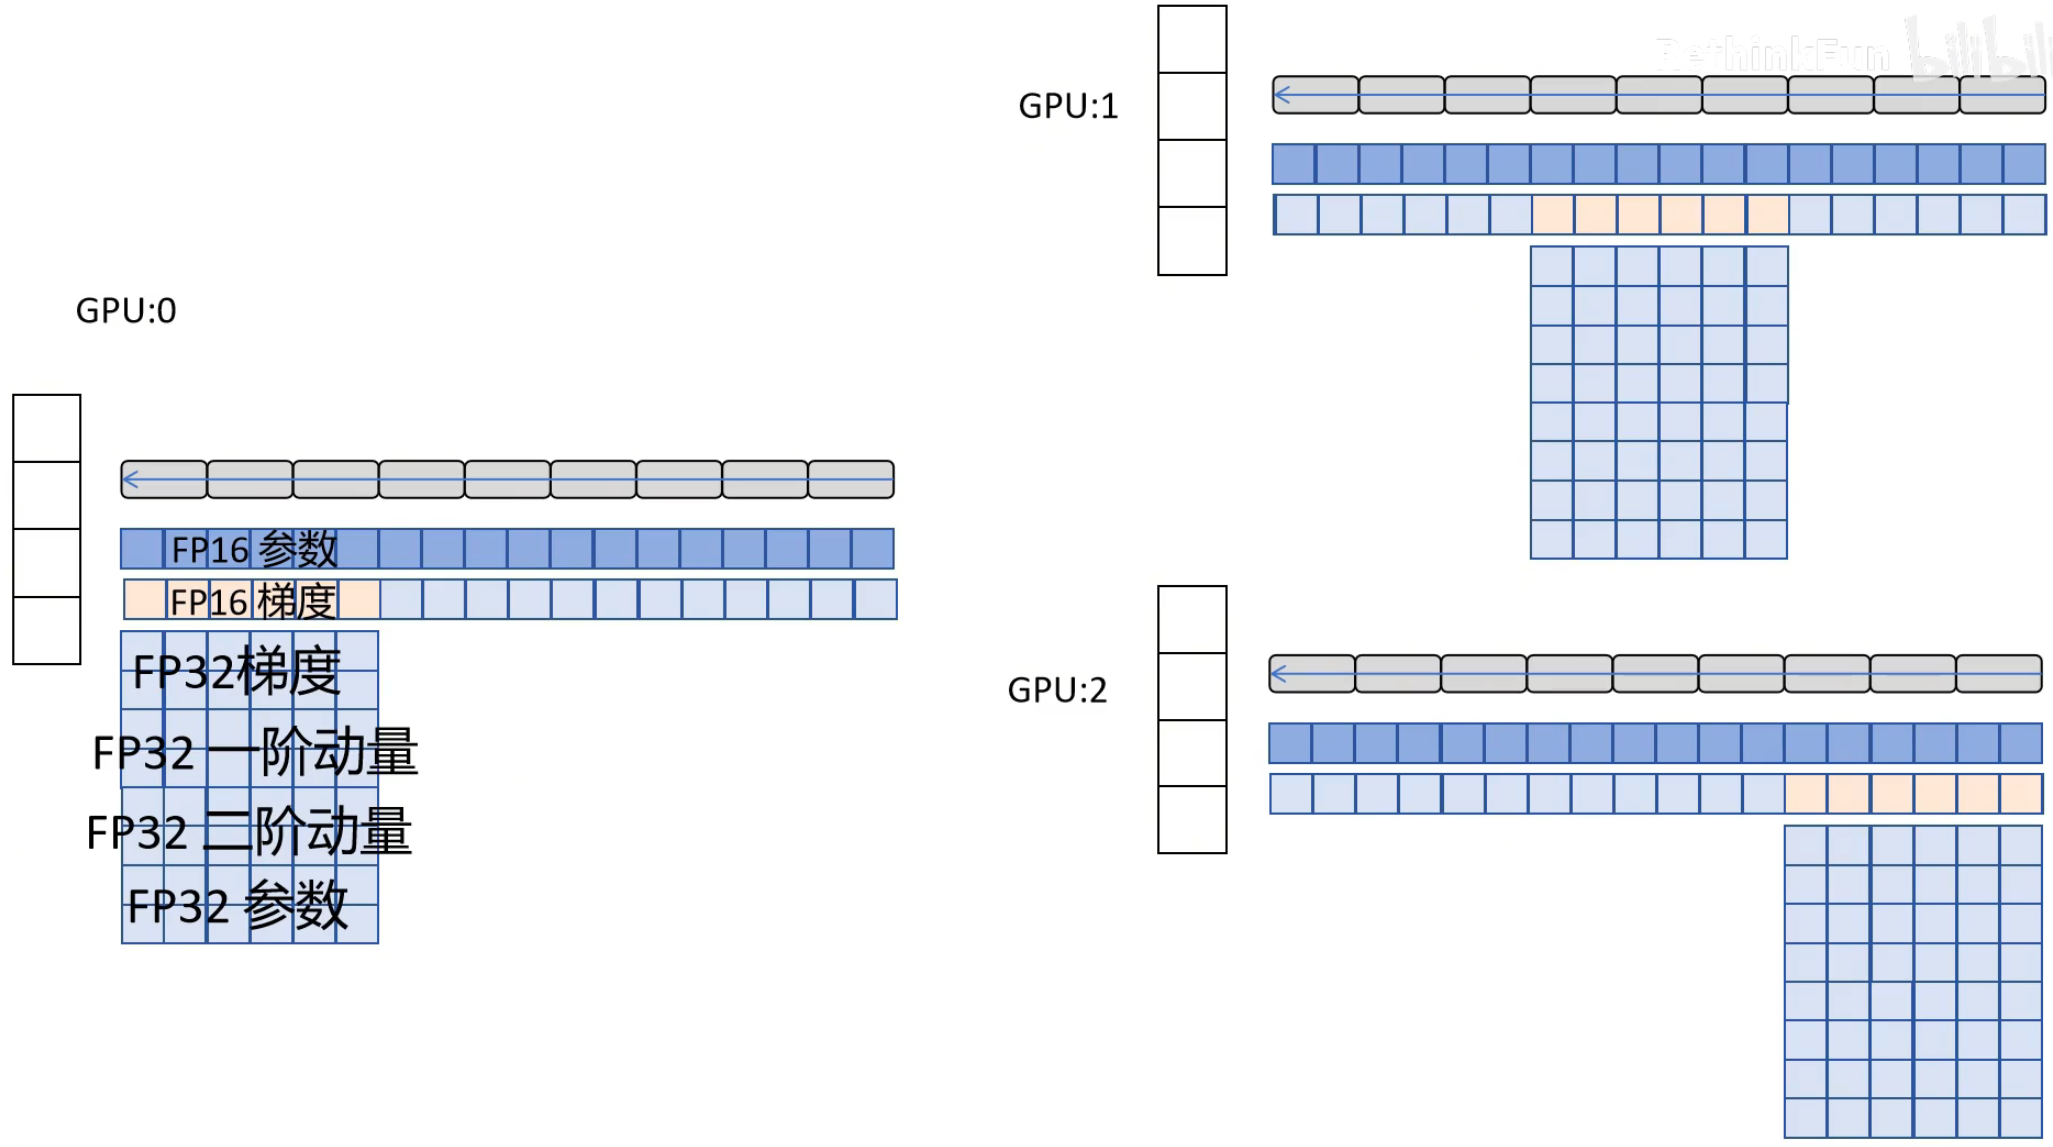 RethinkFun bilibili
GPU:1
GPU:0
FP16 参数
FP16 梯度
FP32梯度
FP32 一阶动量
FP32 二阶动量
FP32 参数
GPU:2